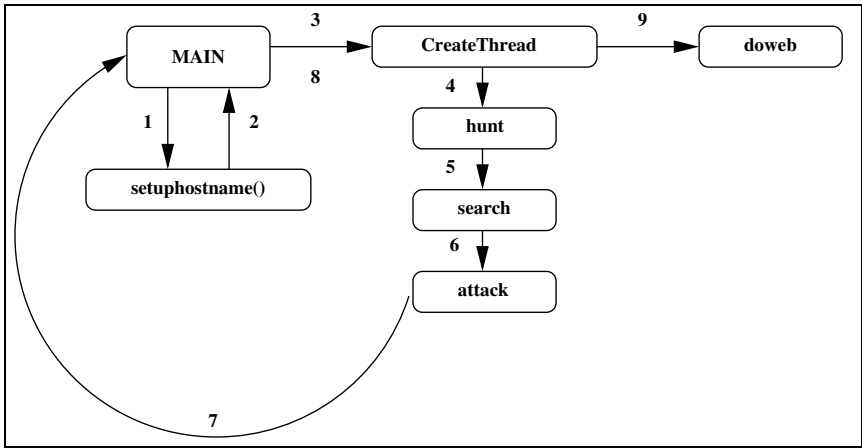 3
9
MAIN
CreateThread
doweb
8
4
1
2
hunt
5
setuphostname()
search
6
attack
7